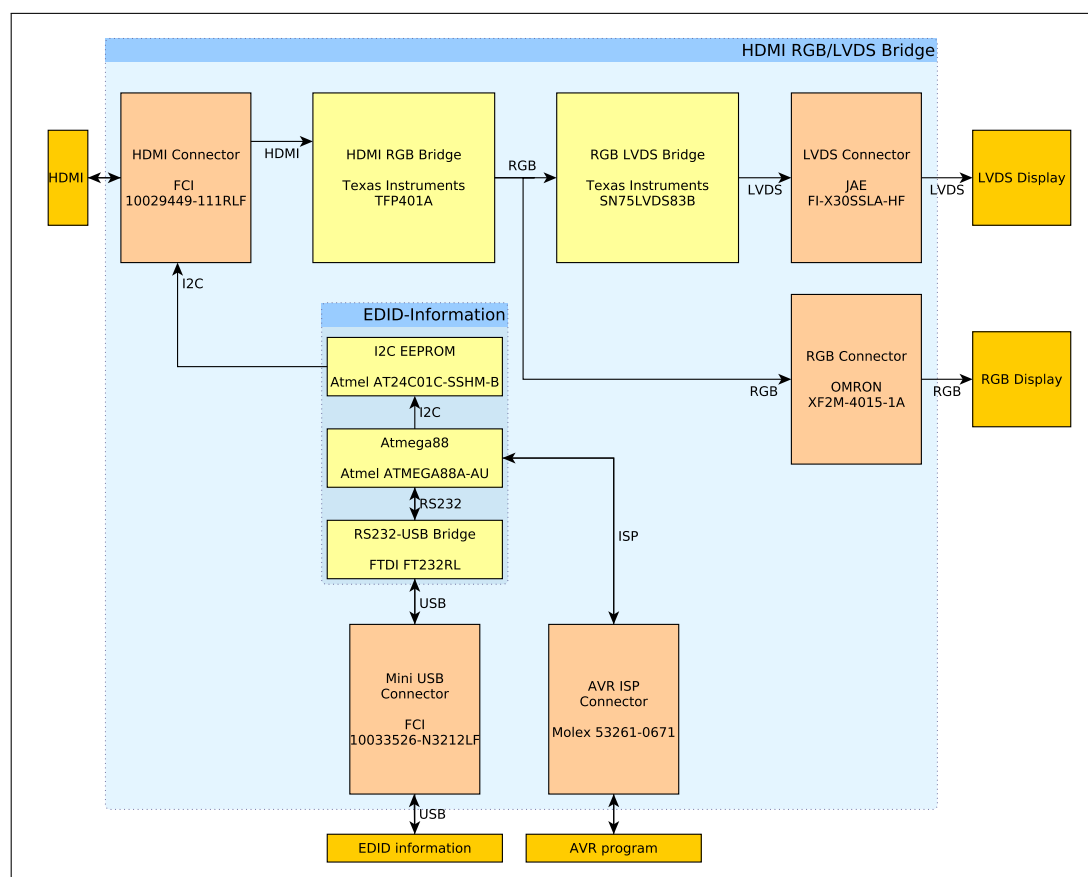 HDMI RGB/LVDS Bridge
HDMI
HDMI Connector
FCI
10029449-111RLF
HDMI
HDMI RGB Bridge
Texas Instruments
TFP401A
RGB
RGB LVDS Bridge
Texas Instruments
SN75LVDS83B
LVDS
LVDS Connector
JAE
FI-X30SSLA-HF
LVDS
LVDS Display
I2C
EDID-Information
I2C EEPROM
Atmel AT24C01C-SSHM-B
I2C
Atmega88
Atmel ATMEGA88A-AU
RS232
RS232-USB Bridge
FTDI FT232RL
USB
RGB
RGB Connector
OMRON
XF2M-4015-1A
RGB
RGB Display
ISP
Mini USB
Connector
FCI
10033526-N3212LF
AVR ISP
Connector
Molex 53261-0671
USB
EDID information
AVR program